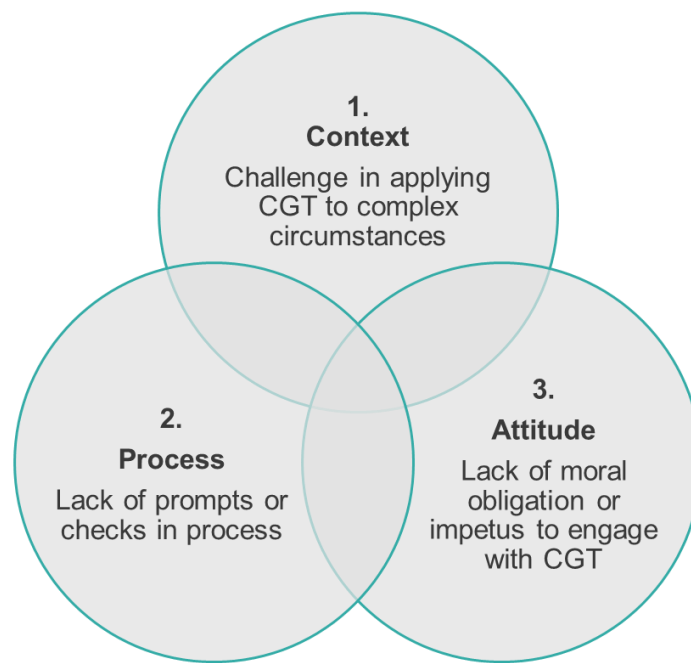 1.
Context
Challenge in applying
CGT to complex
circumstances
2.
Process
Lack of prompts or
checks in process
3.
Attitude
Lack of moral
obligation or
impetus to engage
with CGT